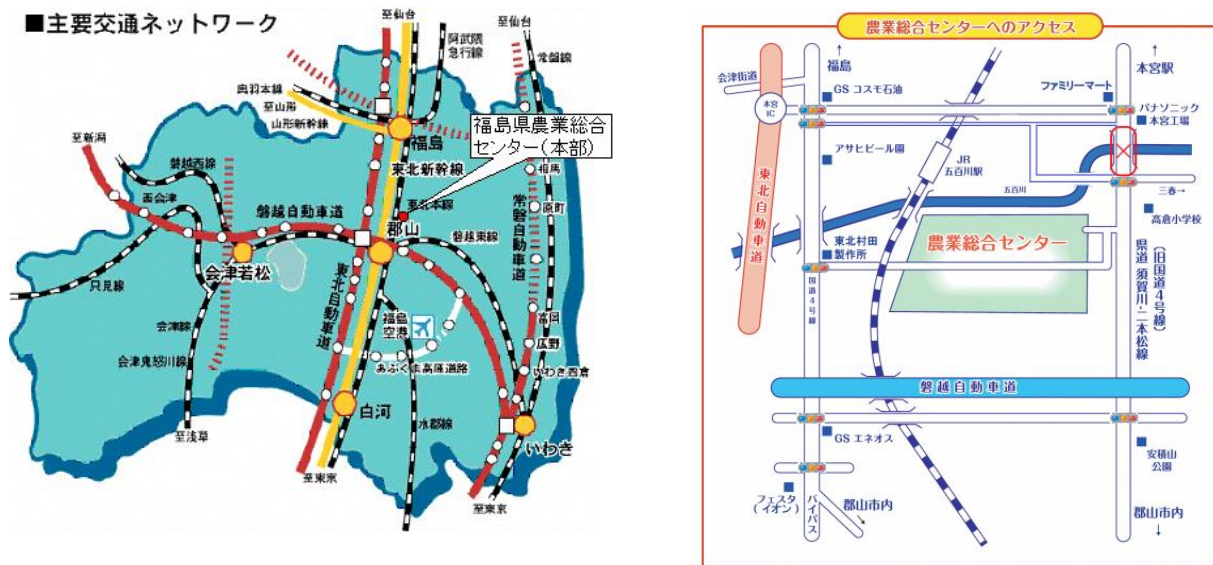 ■主要交通ネットワーク
至仙台
至仙台
阿武隈
急行線
常磐線
奥羽本線
至山形
山形新幹線
福島
福島県農業総合
センター(本部)
至新潟
磐越西線
東北新幹線
相馬
西会津
東北本線
原町
磐越自動車道
郡山
磐越東線
常磐自動車道
会津若松
只見線
東北自動車道
福島
空港
富岡
会津線
広野
会津鬼怒川線
あぶくま高原道路
いわき四倉
白河
水郡線
いわき
至浅草
至東京
至東京
農業総合センターへのアクセス
↑
福島
↑
本宮駅
会津街道
GS コスモ石油
ファミリーマート
本宮
IC
パナソニック
本宮工場
アサヒビール園
JR
五百川駅
五百川
三春→
東北自動車道
高倉小学校
東北村田
製作所
農業総合センター
国道4号線
(旧国道4号線)
県道 須賀川・二本松線
磐越自動車道
GS エネオス
安積山
公園
フェスタ
(イオン)
バイパス
郡山市内
郡山市内
↓